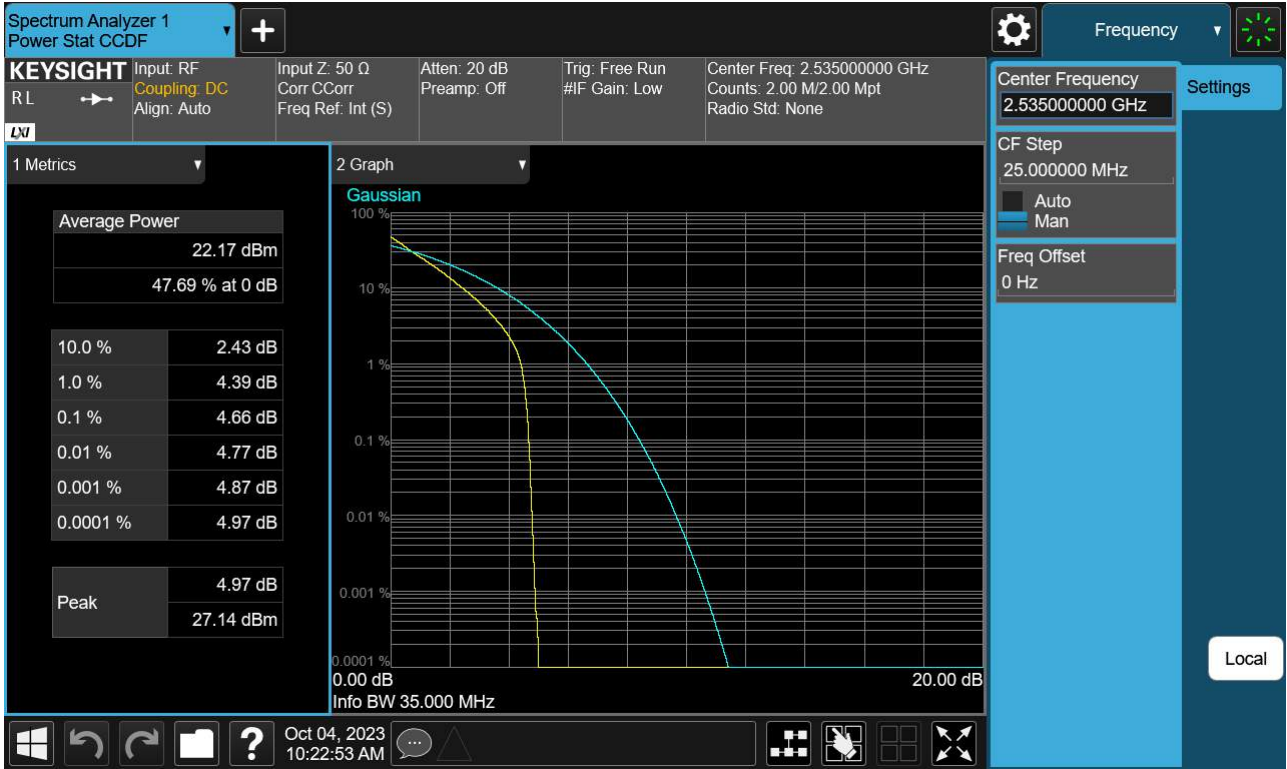 Spectrum Analyzer 1
Power Stat CCDF
Frequency
KEYSIGHT
RL
LXI
Input: RF
Coupling: DC
Align: Auto
Input Z: 50 Ω
Corr CCorr
Freq Ref: Int (S)
Atten: 20 dB
Preamp: Off
Trig: Free Run
#IF Gain: Low
Center Freq: 2.535000000 GHz
Counts: 2.00 M/2.00 Mpt
Radio Std: None
Center Frequency
2.535000000 GHz
Settings
CF Step
25.000000 MHz
Auto
Man
Freq Offset
0 Hz
1 Metrics
Average Power
22.17 dBm
47.69 % at 0 dB
10.0 % 2.43 dB
1.0 % 4.39 dB
0.1 % 4.66 dB
0.01 % 4.77 dB
0.001 % 4.87 dB
0.0001 % 4.97 dB
Peak
4.97 dB
27.14 dBm
2 Graph
Gaussian
100 %
10 %
1 %
0.1 %
0.01 %
0.001 %
0.0001 %
0.00 dB 20.00 dB
Info BW 35.000 MHz
Local
?
Oct 04, 2023
10:22:53 AM